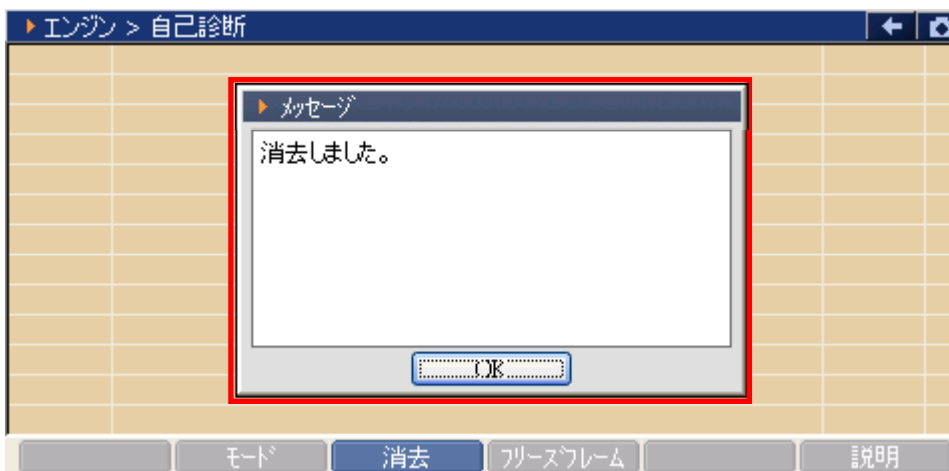 エンジン > 自己診断
メッセージ
消去しました。
OK
モード 消去 フリーズフレーム 説明